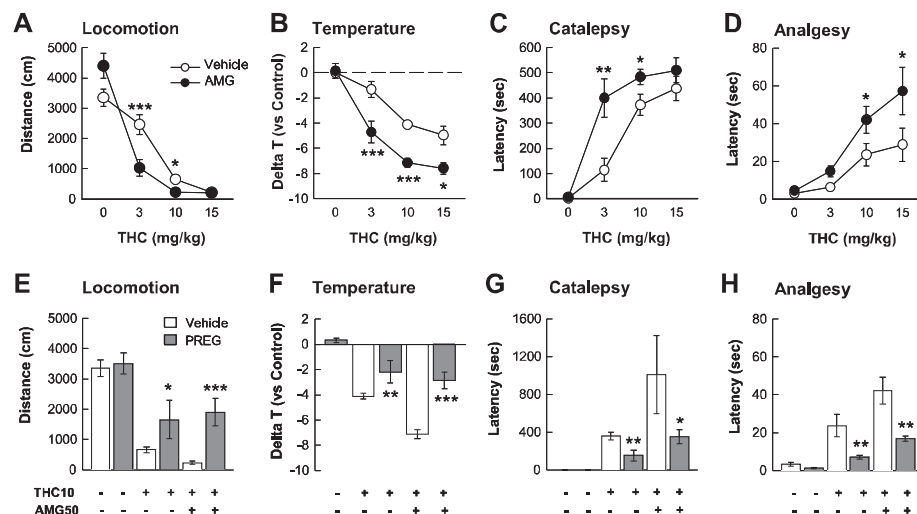 A Locomotion
Distance (cm)
5000
4000
3000
2000
1000
0
Vehicle
AMG
***
*
0 3 10 15
THC (mg/kg)
B Temperature
Delta T (vs Control)
2
0
-2
-4
-6
-8
***
***
*
0 3 10 15
THC (mg/kg)
C Catalepsy
Latency (sec)
600
500
400
300
200
100
0
**
*
0 3 10 15
THC (mg/kg)
D Analgesy
Latency (sec)
80
60
40
20
0
*
*
0 3 10 15
THC (mg/kg)
E Locomotion
Distance (cm)
5000
4000
3000
2000
1000
0
Vehicle
PREG
*
***
THC10 - - + + + +
AMG50 - - - - + +
F Temperature
Delta T (vs Control)
2
0
-2
-4
-6
-8
-10
**
***
- + + + +
- - - + +
G Catalepsy
Latency (sec)
1600
1200
800
400
0
**
*
- - + + + +
- - - - + +
H Analgesy
Latency (sec)
60
40
20
0
**
**
- - + + + +
- - - - + +